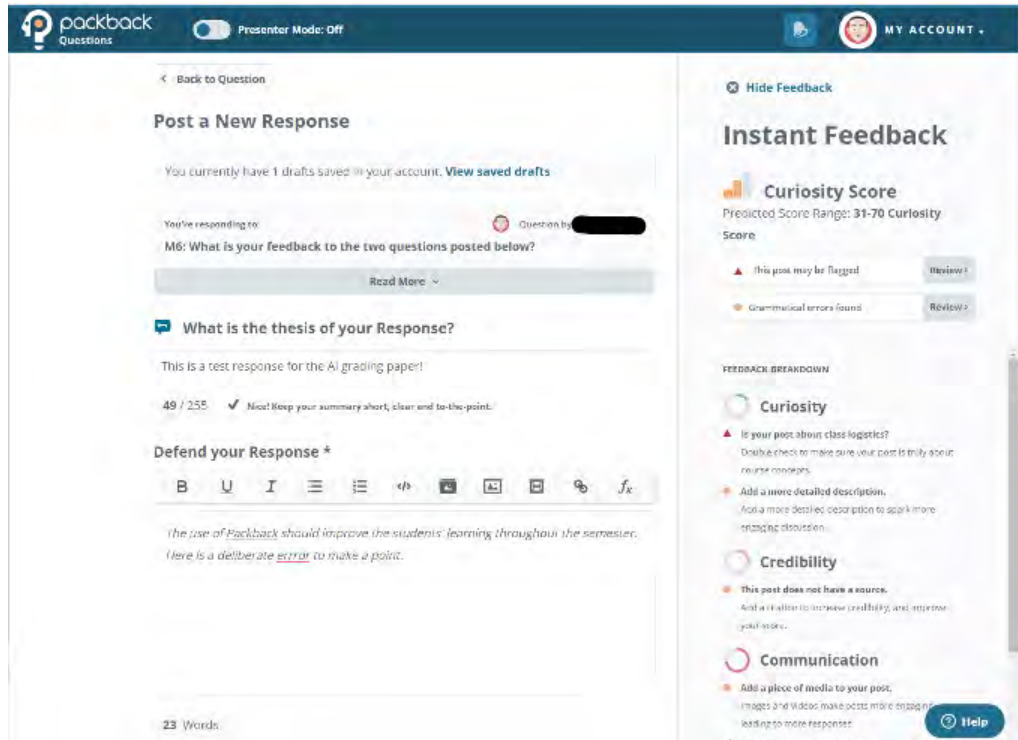 packback
Questions
Presenter Mode: Off
MY ACCOUNT
Back to Question
Post a New Response
You currently have 1 drafts saved in your account. View saved drafts
You're responding to:
Question by
M6: What is your feedback to the two questions posted below?
Read More
What is the thesis of your Response?
This is a test response for the AI grading paper!
49 / 255 Nice! Keep your summary short, clear and to-the-point.
Defend your Response *
B U I </> fx
The use of Packback should improve the students' learning throughout the semester.
Here is a deliberate errror to make a point.
23 Words
Hide Feedback
Instant Feedback
Curiosity Score
Predicted Score Range: 31-70 Curiosity
Score
This post may be flagged Review >
Grammatical errors found Review >
FEEDBACK BREAKDOWN
Curiosity
Is your post about class logistics?
Double check to make sure your post is truly about
course concepts.
Add a more detailed description.
Add a more detailed description to spark more
engaging discussion.
Credibility
This post does not have a source.
Add a citation to increase credibility, and improve
your score.
Communication
Add a piece of media to your post.
Images and videos make posts more engaging
leading to more responses
Help